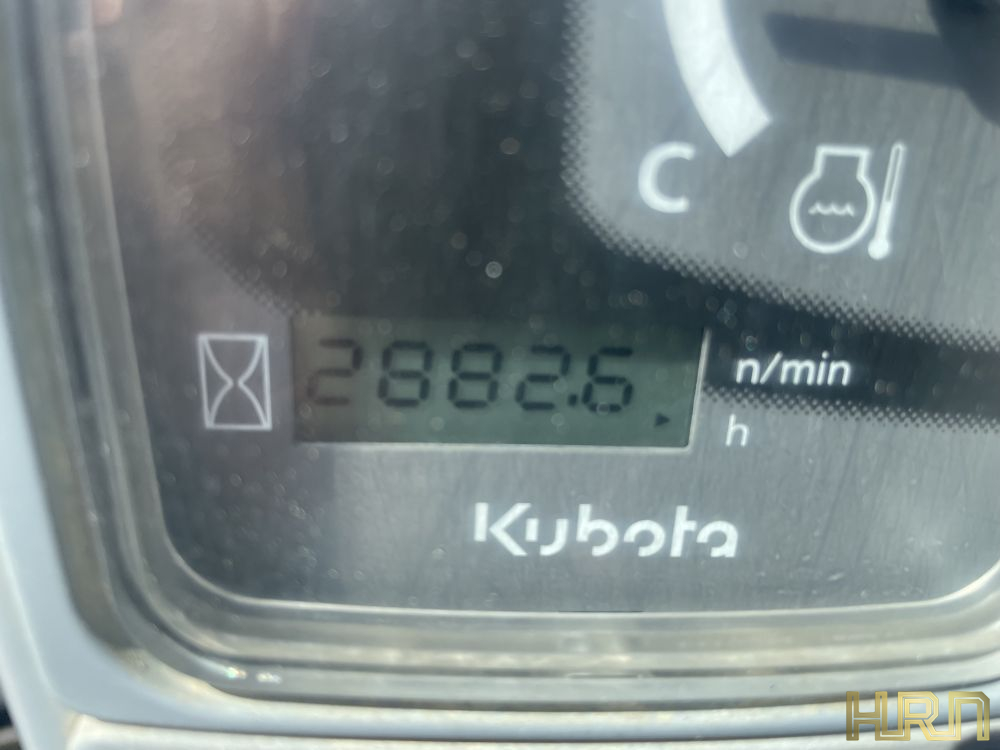 C
2882.6
n/min
h
Kubota
HRN